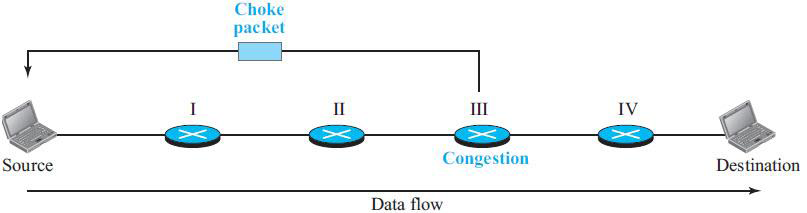 Choke
packet
I
II
III
IV
Source
Congestion
Destination
Data flow